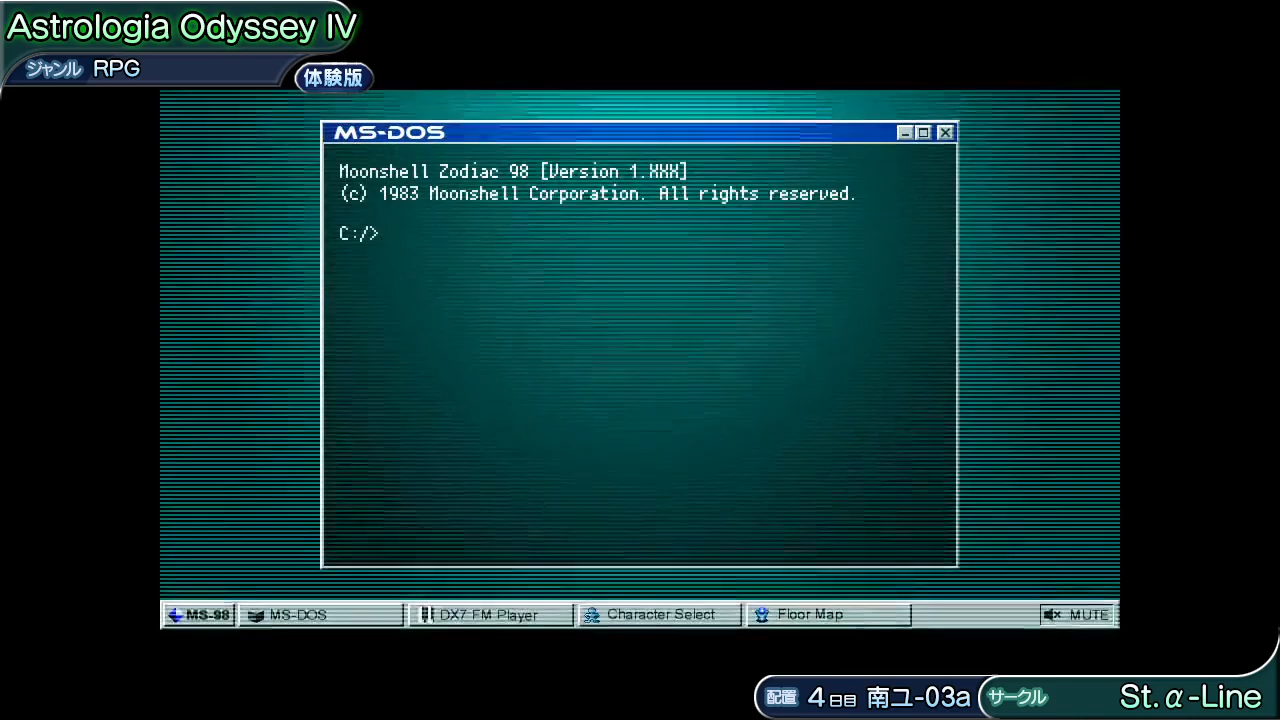 Astrologia Odyssey IV
ジャンル RPG
体験版
MS-DOS
Moonshell Zodiac 98 [Version 1.XXX]
(c) 1983 Moonshell Corporation. All rights reserved.
C:/>
MS-98 MS-DOS DX7 FM Player Character Select Floor Map MUTE
配置 4日目 南ユ-03a サークル St.α-Line